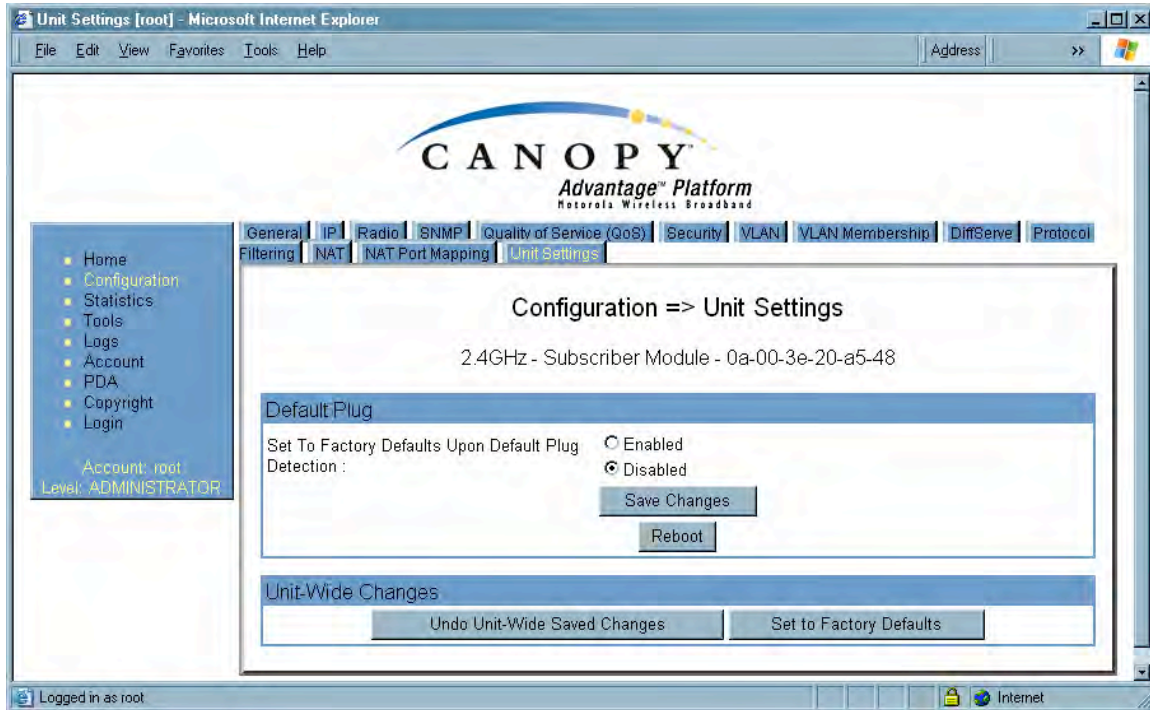 Unit Settings [root] - Microsoft Internet Explorer
File Edit View Favorites Tools Help Address »
CANOPY™
Advantage™ Platform
Motorola Wireless Broadband
General IP Radio SNMP Quality of Service (QoS) Security VLAN VLAN Membership DiffServe Protocol
Filtering NAT NAT Port Mapping Unit Settings
Home
Configuration
Statistics
Tools
Logs
Account
PDA
Copyright
Login
Account: root
Level: ADMINISTRATOR
Configuration => Unit Settings
2.4GHz - Subscriber Module - 0a-00-3e-20-a5-48
Default Plug
Set To Factory Defaults Upon Default Plug
Detection :
Enabled
Disabled
Save Changes
Reboot
Unit-Wide Changes
Undo Unit-Wide Saved Changes Set to Factory Defaults
Logged in as root Internet